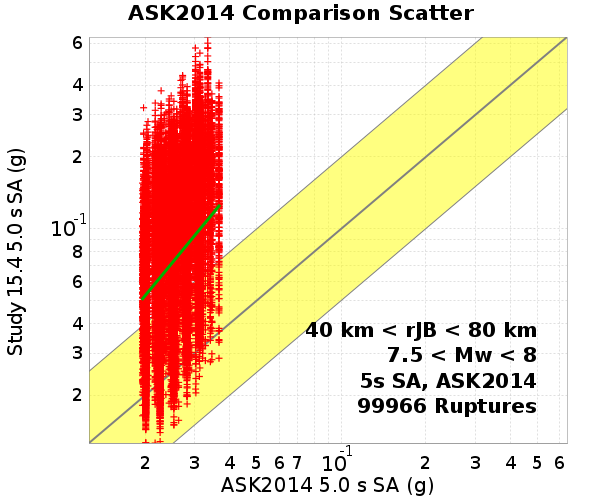 ASK2014 Comparison Scatter
Study 15.4 5.0 s SA (g)
6
4
3
2
10-1
8
6
4
3
2
40 km < rJB < 80 km
7.5 < Mw < 8
5s SA, ASK2014
99966 Ruptures
2 3 4 5 6 7 10-1 2 3 4 5 6
ASK2014 5.0 s SA (g)